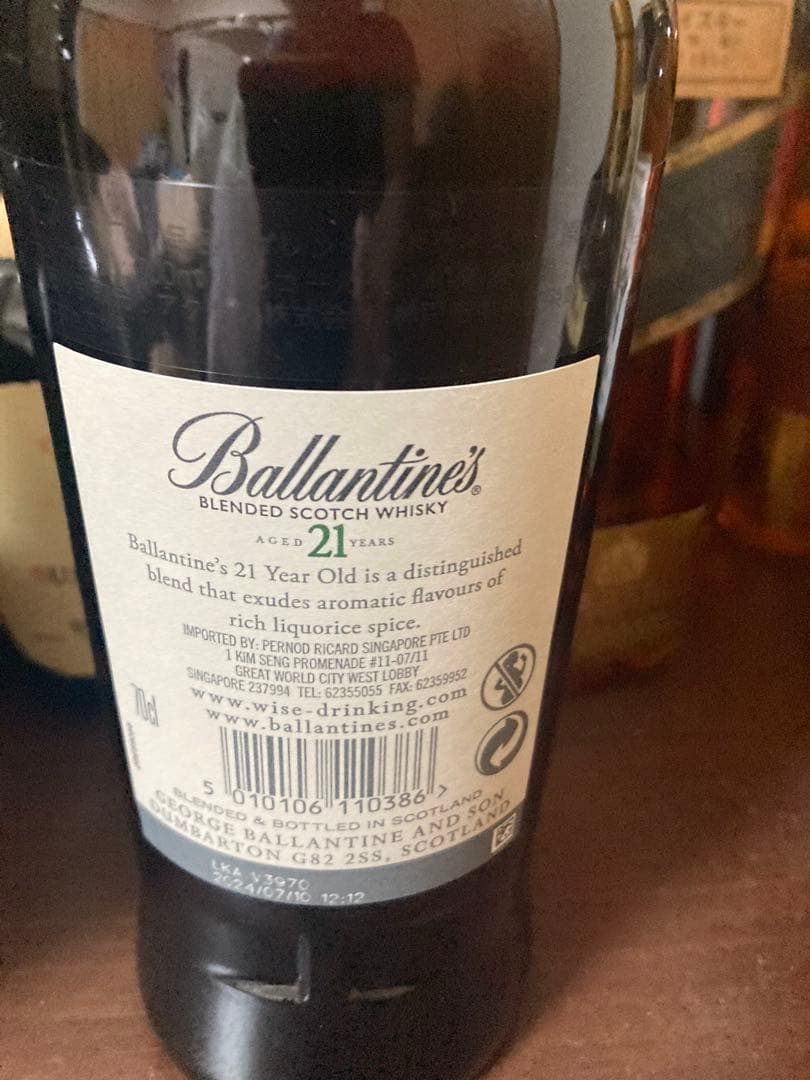 Ballantine's®
BLENDED SCOTCH WHISKY
AGED 21 YEARS
Ballantine's 21 Year Old is a distinguished
blend that exudes aromatic flavours of
rich liquorice spice.
IMPORTED BY: PERNOD RICARD SINGAPORE PTE LTD
1 KIM SENG PROMENADE #11-07/11
GREAT WORLD CITY WEST LOBBY
SINGAPORE 237994 TEL: 62355055 FAX: 62359952
www.wise-drinking.com
www.ballantines.com
70cl
5 010106 110386 >
BLENDED & BOTTLED IN SCOTLAND
GEORGE BALLANTINE AND SON
DUMBARTON G82 2SS, SCOTLAND
LKA V3970
2024/07/10 12:12